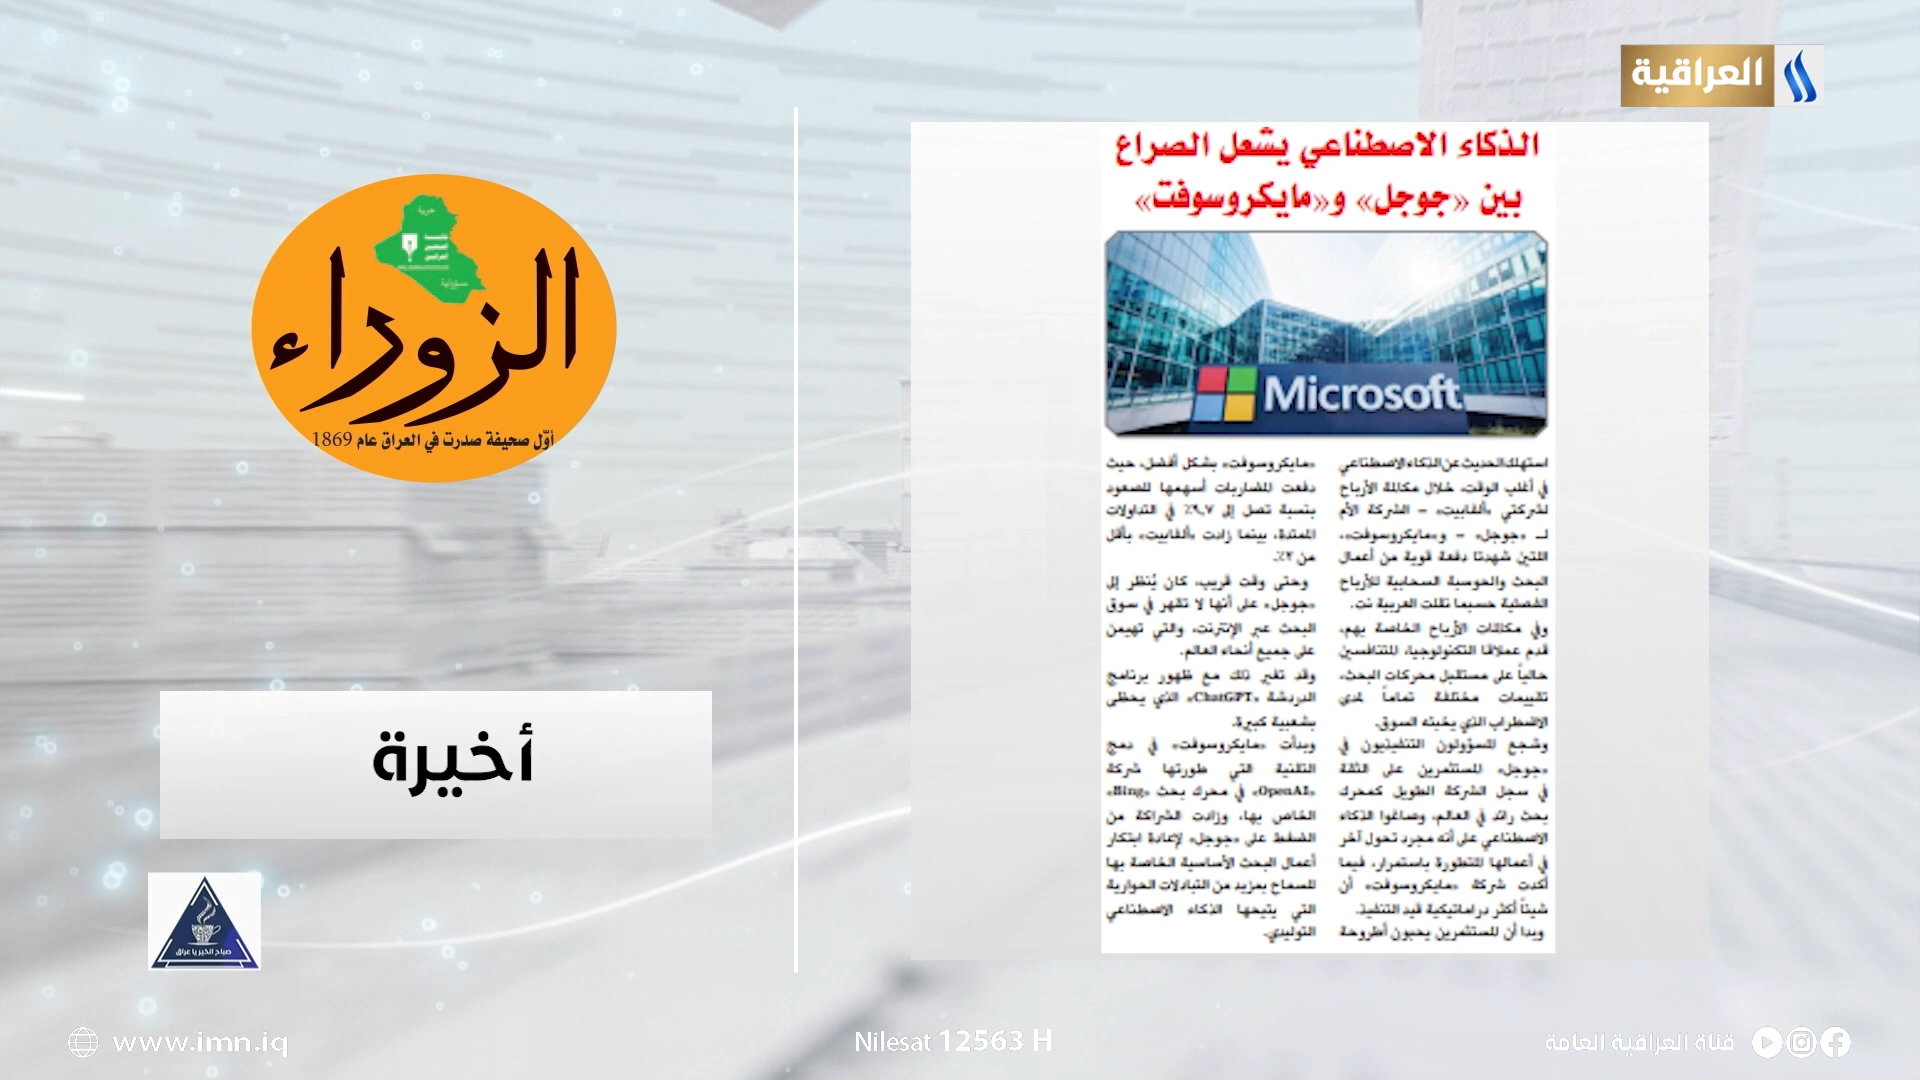 العراقية
الذكاء الاصطناعي يشعل الصراع
بين «جوجل» و«مايكروسوفت»
Microsoft
استهلك الحديث عن الذكاء الاصطناعي
في أغلب الوقت، خلال مكالمة الأرباح
لشركتي «ألفابيت» – الشركة الأم
لـ «جوجل» – و«مايكروسوفت»،
اللتين شهدتا دفعة قوية من أعمال
البحث والحوسبة السحابية للأرباح
الفصلية حسبما نقلت العربية نت.
وفي مكالمات الأرباح الخاصة بهم،
قدم عملاقا التكنولوجيا، المتنافسين
حالياً على مستقبل محركات البحث،
تقييمات مختلفة تماماً لمدى
الاضطراب الذي يخبئه السوق.
وشجع المسؤولون التنفيذيون في
«جوجل» المستثمرين على الثقة
في سجل الشركة الطويل كمحرك
بحث رائد في العالم، وصاغوا الذكاء
الاصطناعي على أنه مجرد تحول آخر
في أعمالها المتطورة باستمرار، فيما
أكدت شركة «مايكروسوفت» أن
شيئاً أكثر دراماتيكية قيد التنفيذ.
وبدا أن المستثمرين يحبون أطروحة
«مايكروسوفت» بشكل أفضل، حيث
دفعت المضاربات أسهمها للصعود
بنسبة تصل إلى ٩,٧٪ في التداولات
الممتدة، بينما زادت «ألفابيت» بأقل
من ٢٪.
وحتى وقت قريب، كان يُنظر إلى
«جوجل» على أنها لا تقهر في سوق
البحث عبر الإنترنت، والتي تهيمن
على جميع أنحاء العالم.
وقد تغير ذلك مع ظهور برنامج
الدردشة «ChatGPT» الذي يحظى
بشعبية كبيرة.
وبدأت «مايكروسوفت» في دمج
التقنية التي طورتها شركة
«OpenAI» في محرك بحث «Bing»
الخاص بها، وزادت الشراكة من
الضغط على «جوجل» لإعادة ابتكار
أعمال البحث الأساسية الخاصة بها
للسماح بمزيد من التبادلات الحوارية
التي يتيحها الذكاء الاصطناعي
التوليدي.
حرية
مسؤولية
الزوراء
أوّل صحيفة صدرت في العراق عام 1869
أخيرة
صباح الخير يا عراق
www.imn.iq
Nilesat 12563 H
قناة العراقية العامة